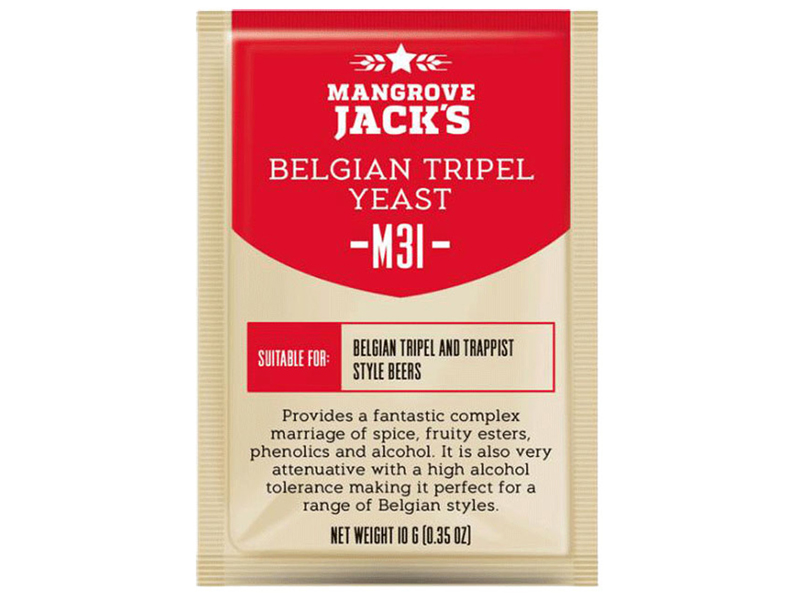 MANGROVE
JACK'S
BELGIAN TRIPEL
YEAST
-M31-
SUITABLE FOR:
BELGIAN TRIPEL AND TRAPPIST
STYLE BEERS
Provides a fantastic complex
marriage of spice, fruity esters,
phenolics and alcohol. It is also very
attenuative with a high alcohol
tolerance making it perfect for a
range of Belgian styles.
NET WEIGHT 10 G (0.35 OZ)